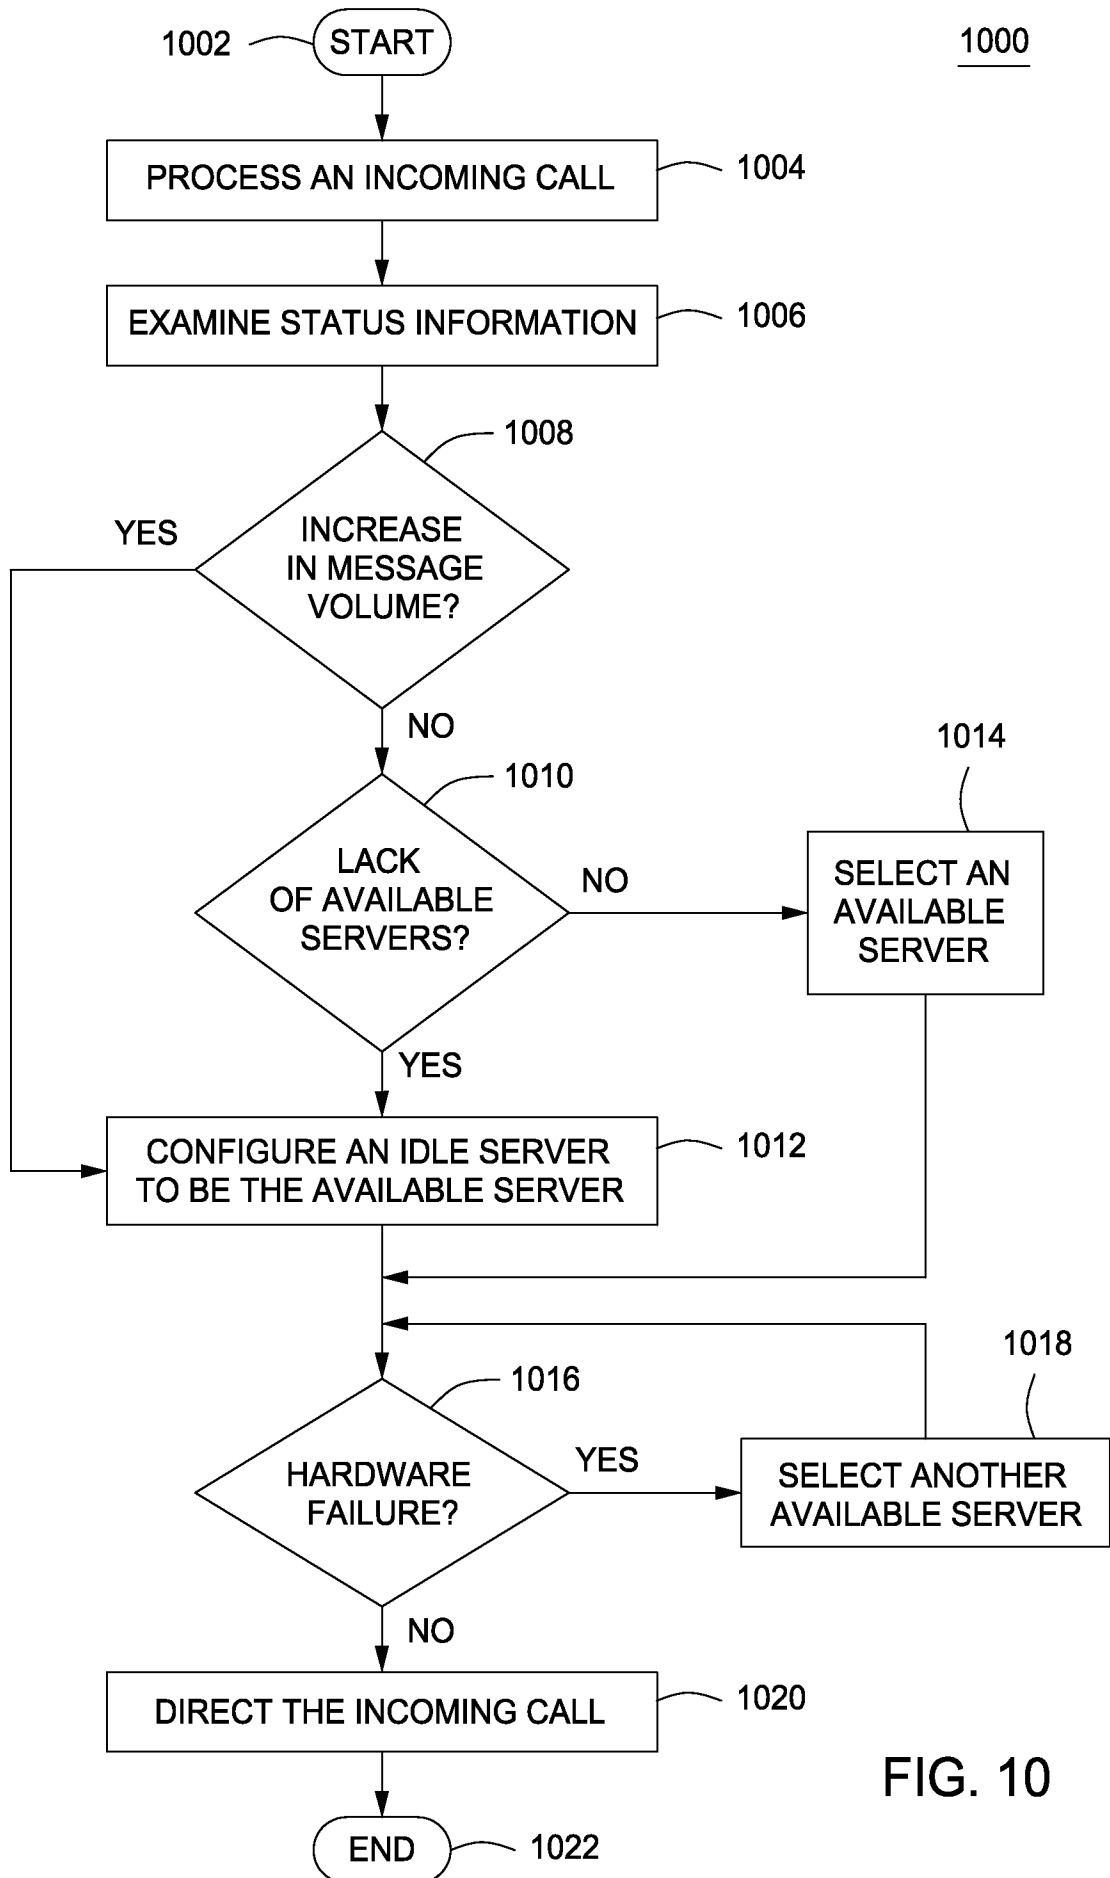 1002
START
1000
PROCESS AN INCOMING CALL
1004
EXAMINE STATUS INFORMATION
1006
1008
YES
INCREASE
IN MESSAGE
VOLUME?
NO
1010
1014
LACK
OF AVAILABLE
SERVERS?
NO
SELECT AN
AVAILABLE
SERVER
YES
CONFIGURE AN IDLE SERVER
TO BE THE AVAILABLE SERVER
1012
1016
1018
HARDWARE
FAILURE?
YES
SELECT ANOTHER
AVAILABLE SERVER
NO
DIRECT THE INCOMING CALL
1020
FIG. 10
END
1022